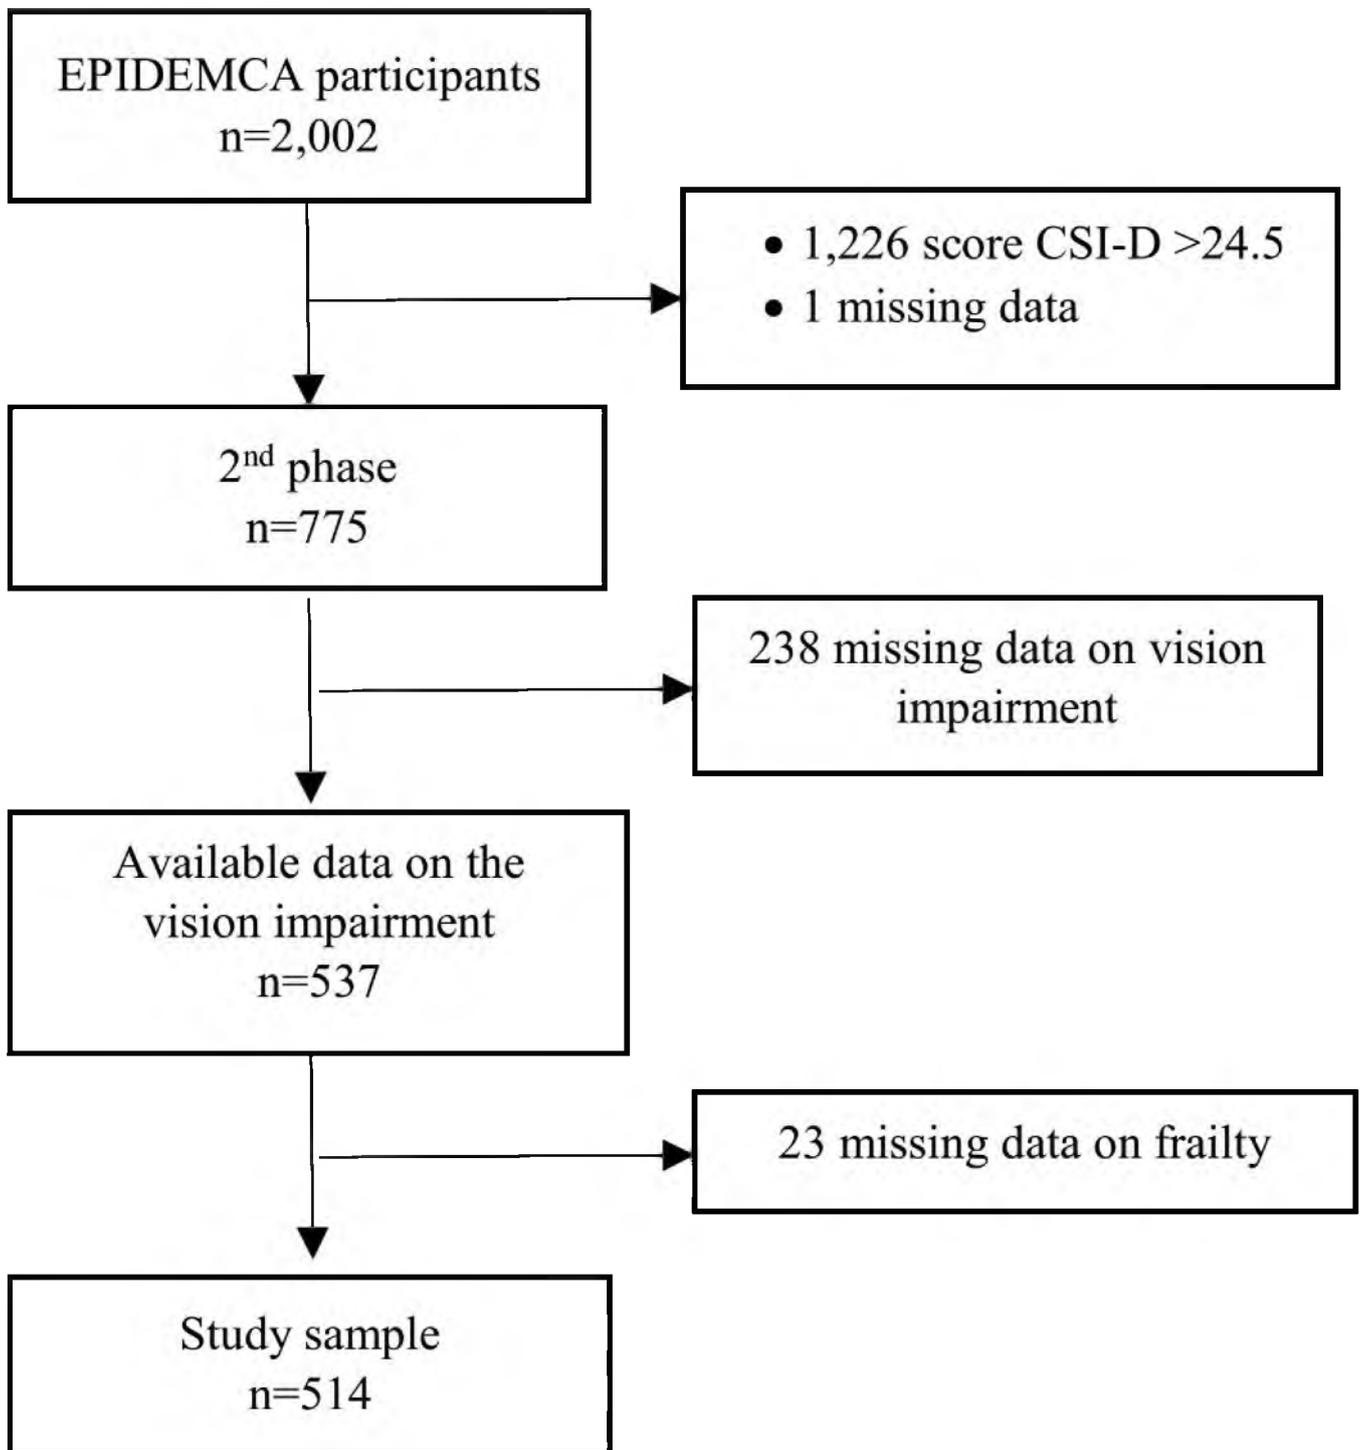 EPIDEMCA participants
n=2,002
• 1,226 score CSI-D >24.5
• 1 missing data
2nd phase
n=775
238 missing data on vision
impairment
Available data on the
vision impairment
n=537
23 missing data on frailty
Study sample
n=514